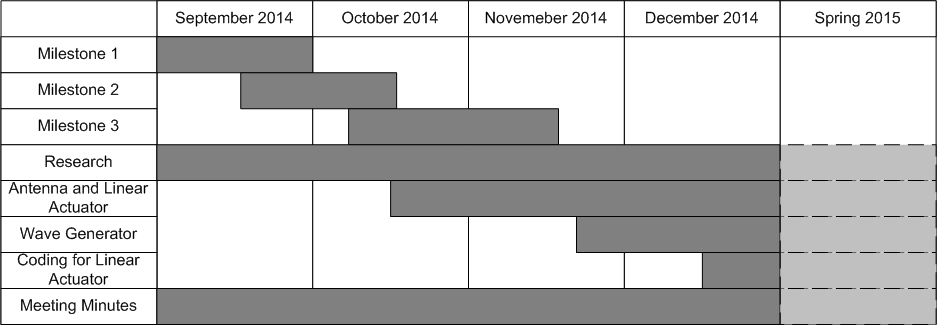 September 2014 October 2014 Novemeber 2014 December 2014 Spring 2015
Milestone 1
Milestone 2
Milestone 3
Research
Antenna and Linear
Actuator
Wave Generator
Coding for Linear
Actuator
Meeting Minutes